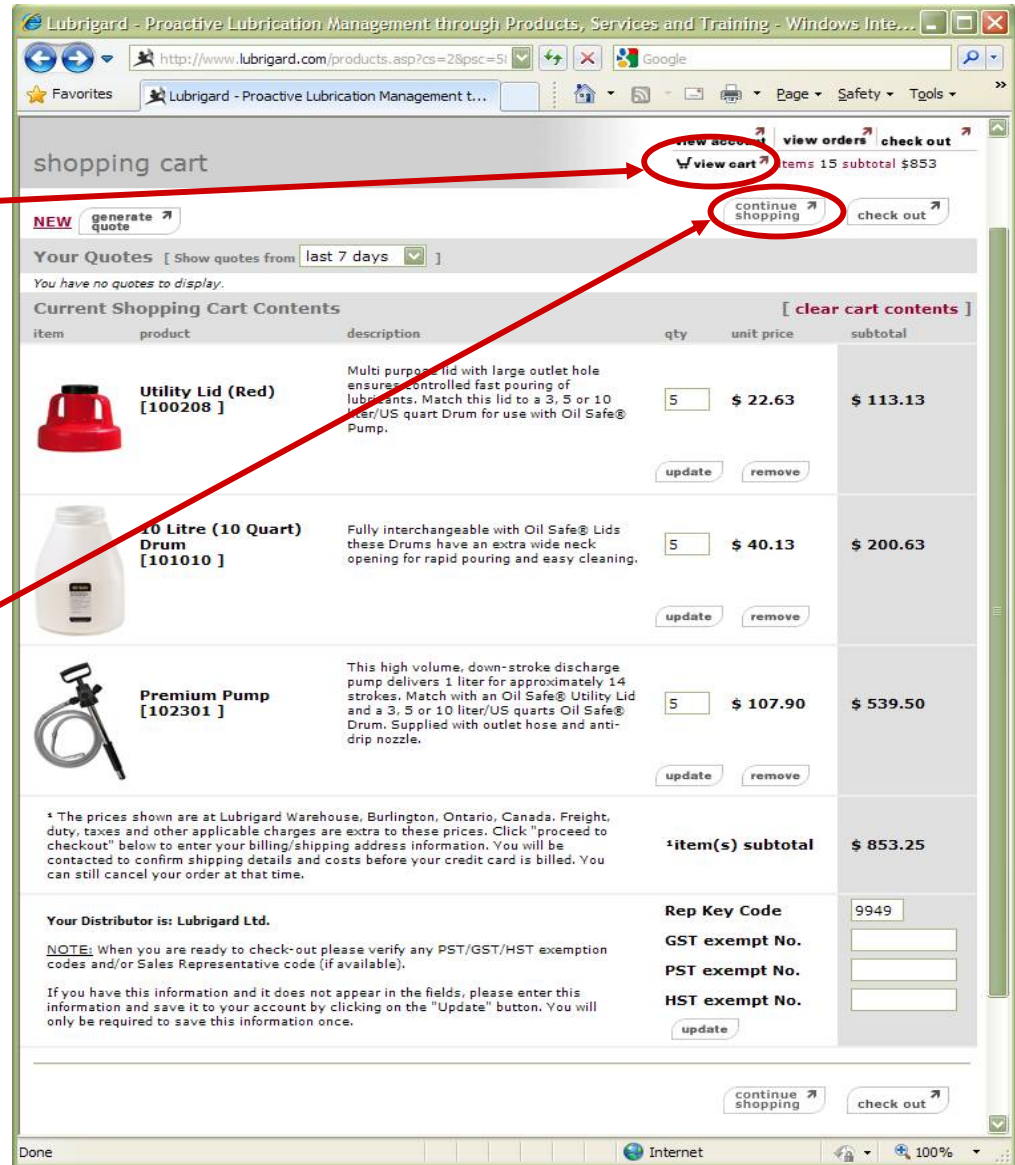 Lubrigard - Proactive Lubrication Management through Products, Services and Training - Windows Inte...
http://www.lubrigard.com/products.asp?cs=2&psc=5
Google
Favorites
Lubrigard - Proactive Lubrication Management t...
Page
Safety
Tools
»
view account
view orders
check out
shopping cart
view cart
items 15 subtotal $853
NEW
generate quote
continue shopping
check out
Your Quotes [ Show quotes from last 7 days ]
You have no quotes to display.
Current Shopping Cart Contents
[ clear cart contents ]
item product description qty unit price subtotal
Utility Lid (Red)
[100208 ]
Multi purpose lid with large outlet hole
ensures controlled fast pouring of
lubricants. Match this lid to a 3, 5 or 10
liter/US quart Drum for use with Oil Safe®
Pump.
5 $ 22.63 $ 113.13
update remove
10 Litre (10 Quart)
Drum
[101010 ]
Fully interchangeable with Oil Safe® Lids
these Drums have an extra wide neck
opening for rapid pouring and easy cleaning.
5 $ 40.13 $ 200.63
update remove
Premium Pump
[102301 ]
This high volume, down-stroke discharge
pump delivers 1 liter for approximately 14
strokes. Match with an Oil Safe® Utility Lid
and a 3, 5 or 10 liter/US quarts Oil Safe®
Drum. Supplied with outlet hose and anti-
drip nozzle.
5 $ 107.90 $ 539.50
update remove
¹ The prices shown are at Lubrigard Warehouse, Burlington, Ontario, Canada. Freight,
duty, taxes and other applicable charges are extra to these prices. Click "proceed to
checkout" below to enter your billing/shipping address information. You will be
contacted to confirm shipping details and costs before your credit card is billed. You
can still cancel your order at that time.
¹item(s) subtotal $ 853.25
Your Distributor is: Lubrigard Ltd.
NOTE: When you are ready to check-out please verify any PST/GST/HST exemption
codes and/or Sales Representative code (if available).
If you have this information and it does not appear in the fields, please enter this
information and save it to your account by clicking on the "Update" button. You will
only be required to save this information once.
Rep Key Code 9949
GST exempt No.
PST exempt No.
HST exempt No.
update
continue shopping
check out
Done
Internet
100%